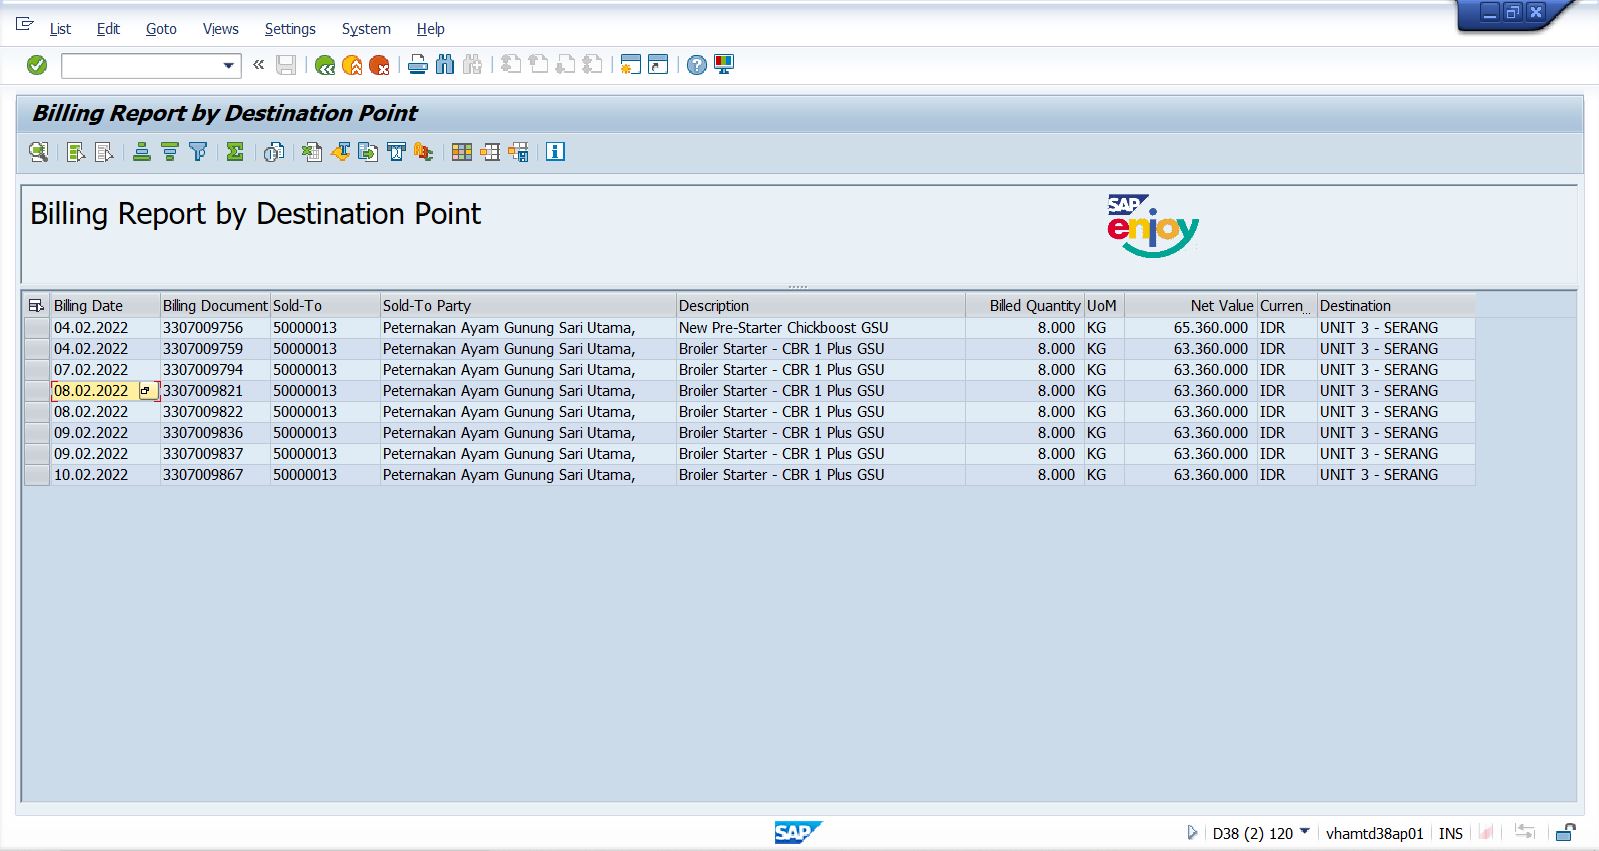 List Edit Goto Views Settings System Help
Billing Report by Destination Point
Billing Report by Destination Point
SAP
enjoy
Billing Date Billing Document Sold-To Sold-To Party Description Billed Quantity UoM Net Value Curren... Destination
04.02.2022 3307009756 50000013 Peternakan Ayam Gunung Sari Utama, New Pre-Starter Chickboost GSU 8.000 KG 65.360.000 IDR UNIT 3 - SERANG
04.02.2022 3307009759 50000013 Peternakan Ayam Gunung Sari Utama, Broiler Starter - CBR 1 Plus GSU 8.000 KG 63.360.000 IDR UNIT 3 - SERANG
07.02.2022 3307009794 50000013 Peternakan Ayam Gunung Sari Utama, Broiler Starter - CBR 1 Plus GSU 8.000 KG 63.360.000 IDR UNIT 3 - SERANG
08.02.2022 3307009821 50000013 Peternakan Ayam Gunung Sari Utama, Broiler Starter - CBR 1 Plus GSU 8.000 KG 63.360.000 IDR UNIT 3 - SERANG
08.02.2022 3307009822 50000013 Peternakan Ayam Gunung Sari Utama, Broiler Starter - CBR 1 Plus GSU 8.000 KG 63.360.000 IDR UNIT 3 - SERANG
09.02.2022 3307009836 50000013 Peternakan Ayam Gunung Sari Utama, Broiler Starter - CBR 1 Plus GSU 8.000 KG 63.360.000 IDR UNIT 3 - SERANG
09.02.2022 3307009837 50000013 Peternakan Ayam Gunung Sari Utama, Broiler Starter - CBR 1 Plus GSU 8.000 KG 63.360.000 IDR UNIT 3 - SERANG
10.02.2022 3307009867 50000013 Peternakan Ayam Gunung Sari Utama, Broiler Starter - CBR 1 Plus GSU 8.000 KG 63.360.000 IDR UNIT 3 - SERANG
SAP D38 (2) 120 vhamtd38ap01 INS